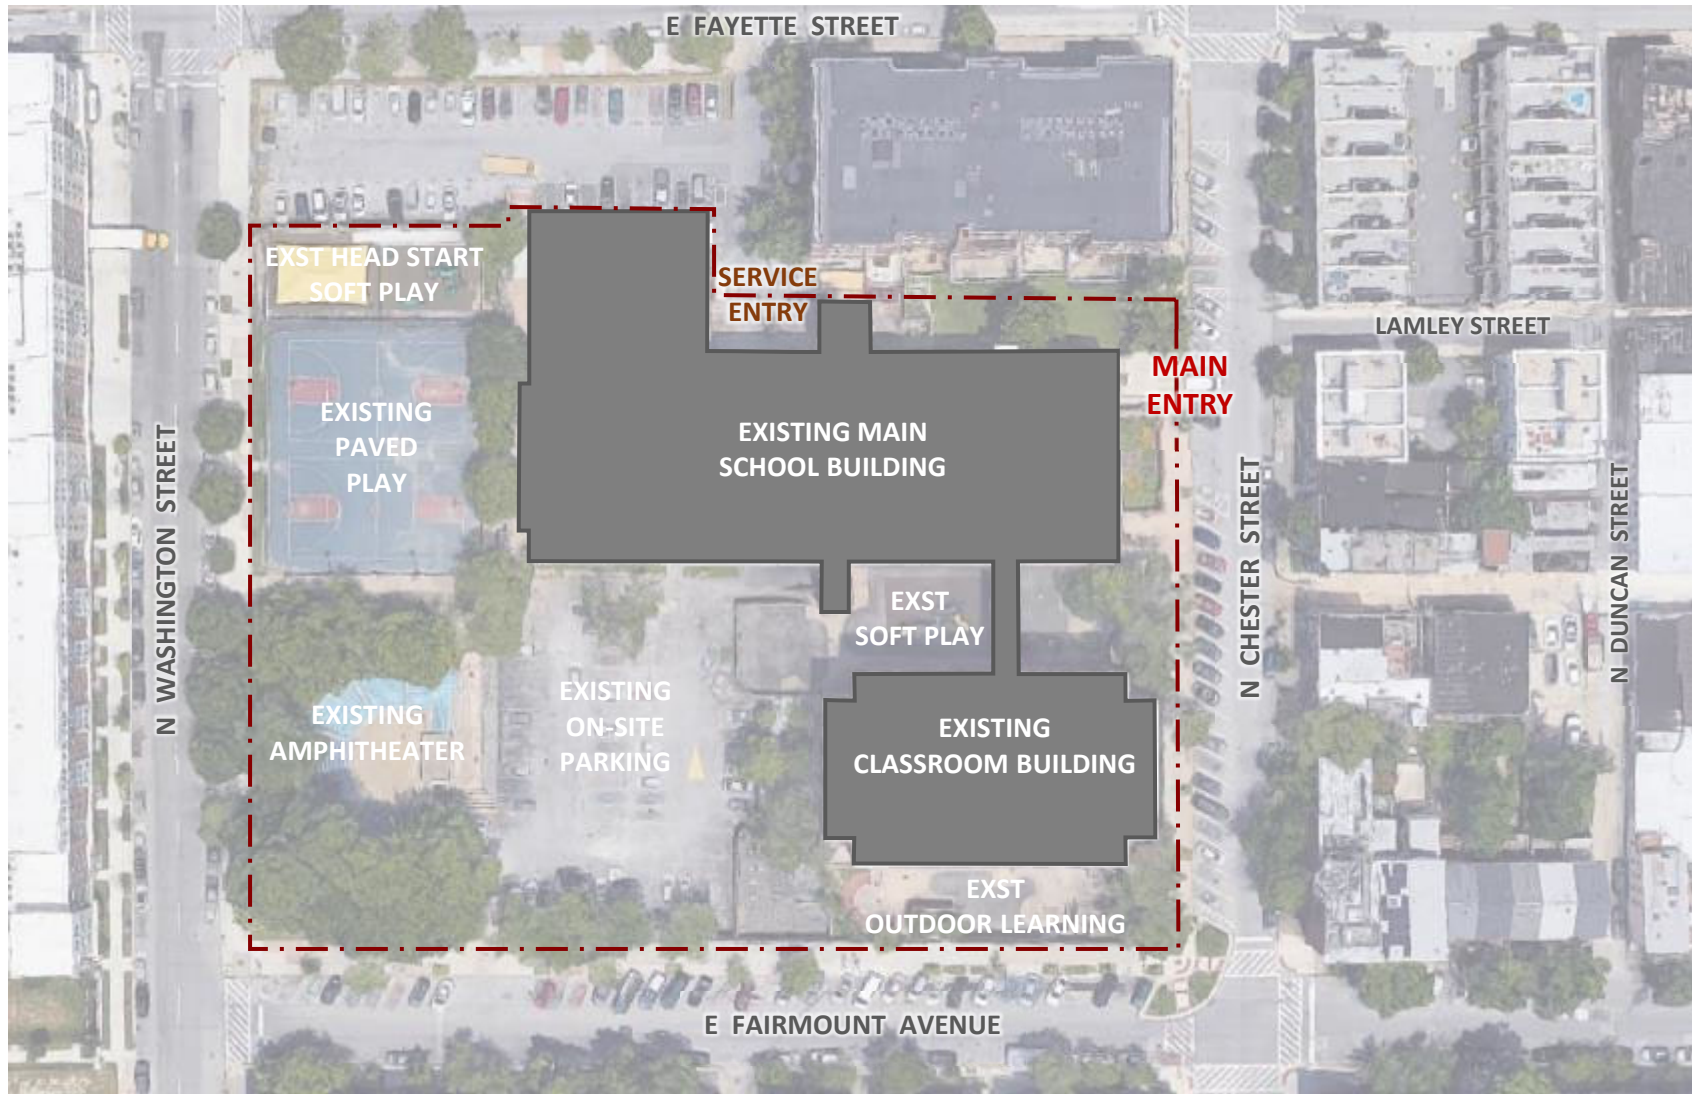 E FAYETTE STREET
EXST HEAD START
SOFT PLAY
SERVICE
ENTRY
LAMLEY STREET
MAIN
ENTRY
EXISTING
PAVED
PLAY
EXISTING MAIN
SCHOOL BUILDING
N WASHINGTON STREET
N CHESTER STREET
N DUNCAN STREET
EXST
SOFT PLAY
EXISTING
AMPHITHEATER
EXISTING
ON-SITE
PARKING
EXISTING
CLASSROOM BUILDING
EXST
OUTDOOR LEARNING
E FAIRMOUNT AVENUE